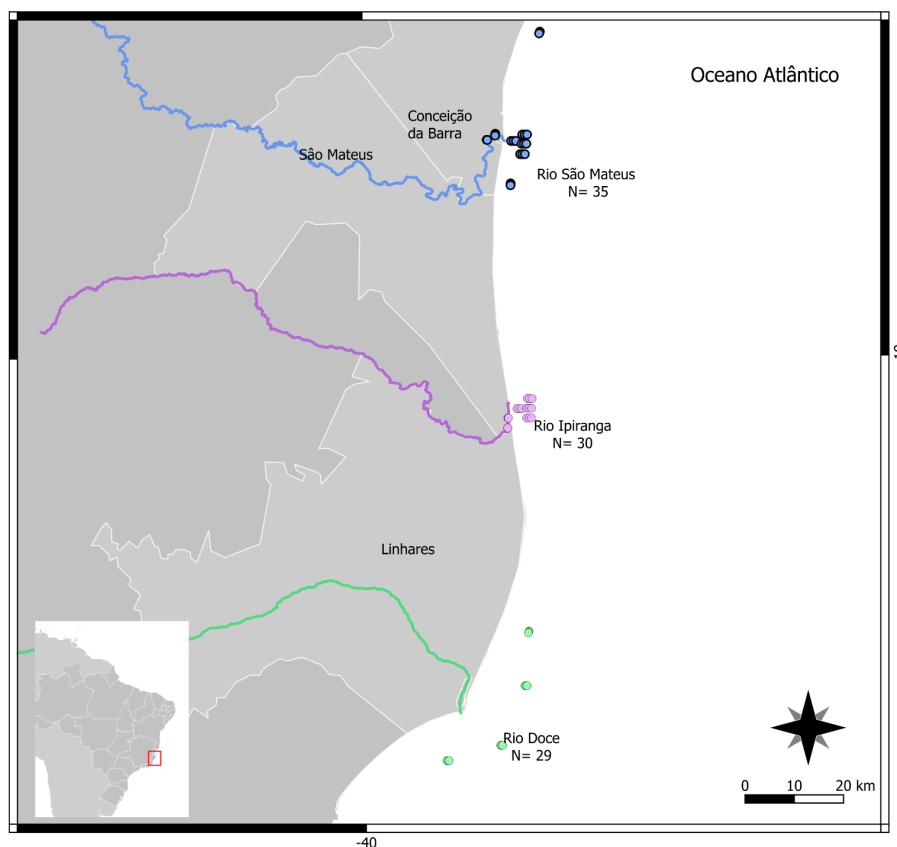 Oceano Atlântico
Conceição
da Barra
Sâo Mateus
Rio São Mateus
N= 35
Rio Ipiranga
N= 30
Linhares
Rio Doce
N= 29
0 10 20 km
-40